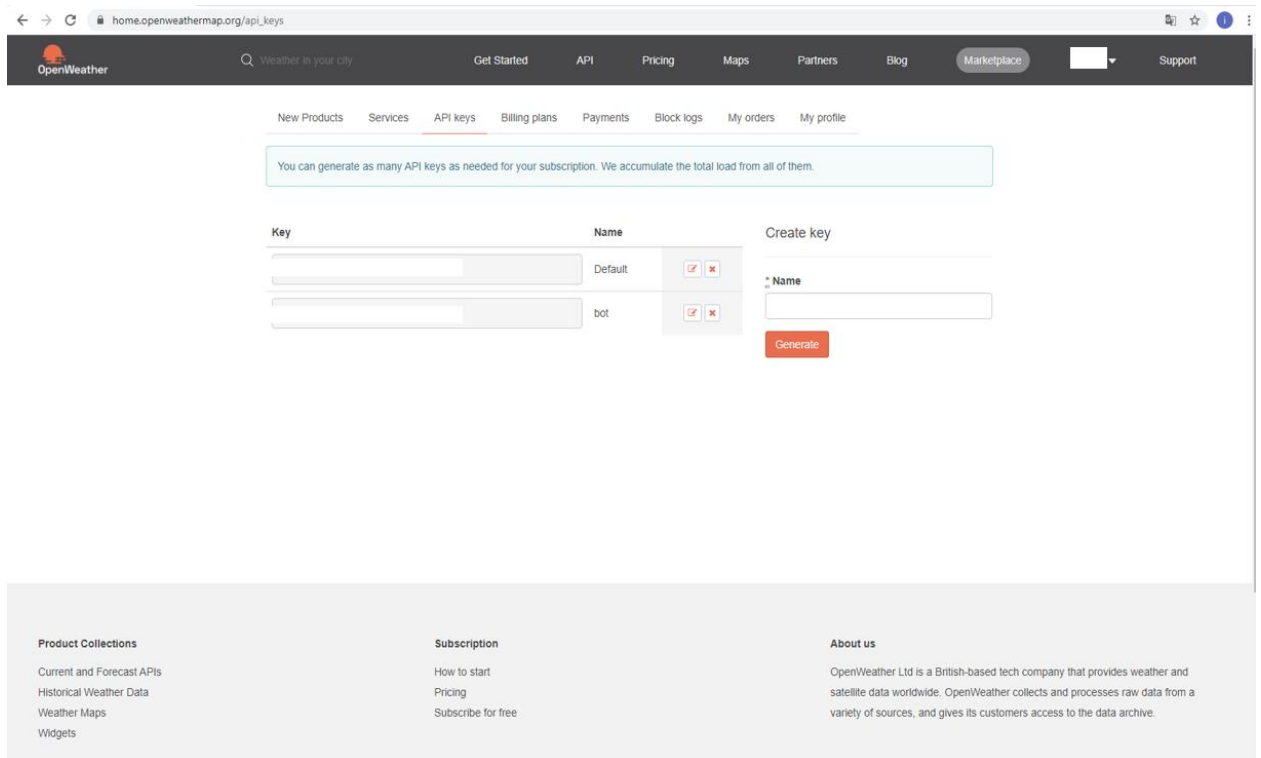 home.openweathermap.org/api_keys
OpenWeather
Weather in your city
Get Started API Pricing Maps Partners Blog Marketplace Support
New Products Services API keys Billing plans Payments Block logs My orders My profile
You can generate as many API keys as needed for your subscription. We accumulate the total load from all of them.
Key Name
Default
bot
Create key
* Name
Generate
Product Collections
Current and Forecast APIs
Historical Weather Data
Weather Maps
Widgets
Subscription
How to start
Pricing
Subscribe for free
About us
OpenWeather Ltd is a British-based tech company that provides weather and
satellite data worldwide. OpenWeather collects and processes raw data from a
variety of sources, and gives its customers access to the data archive.